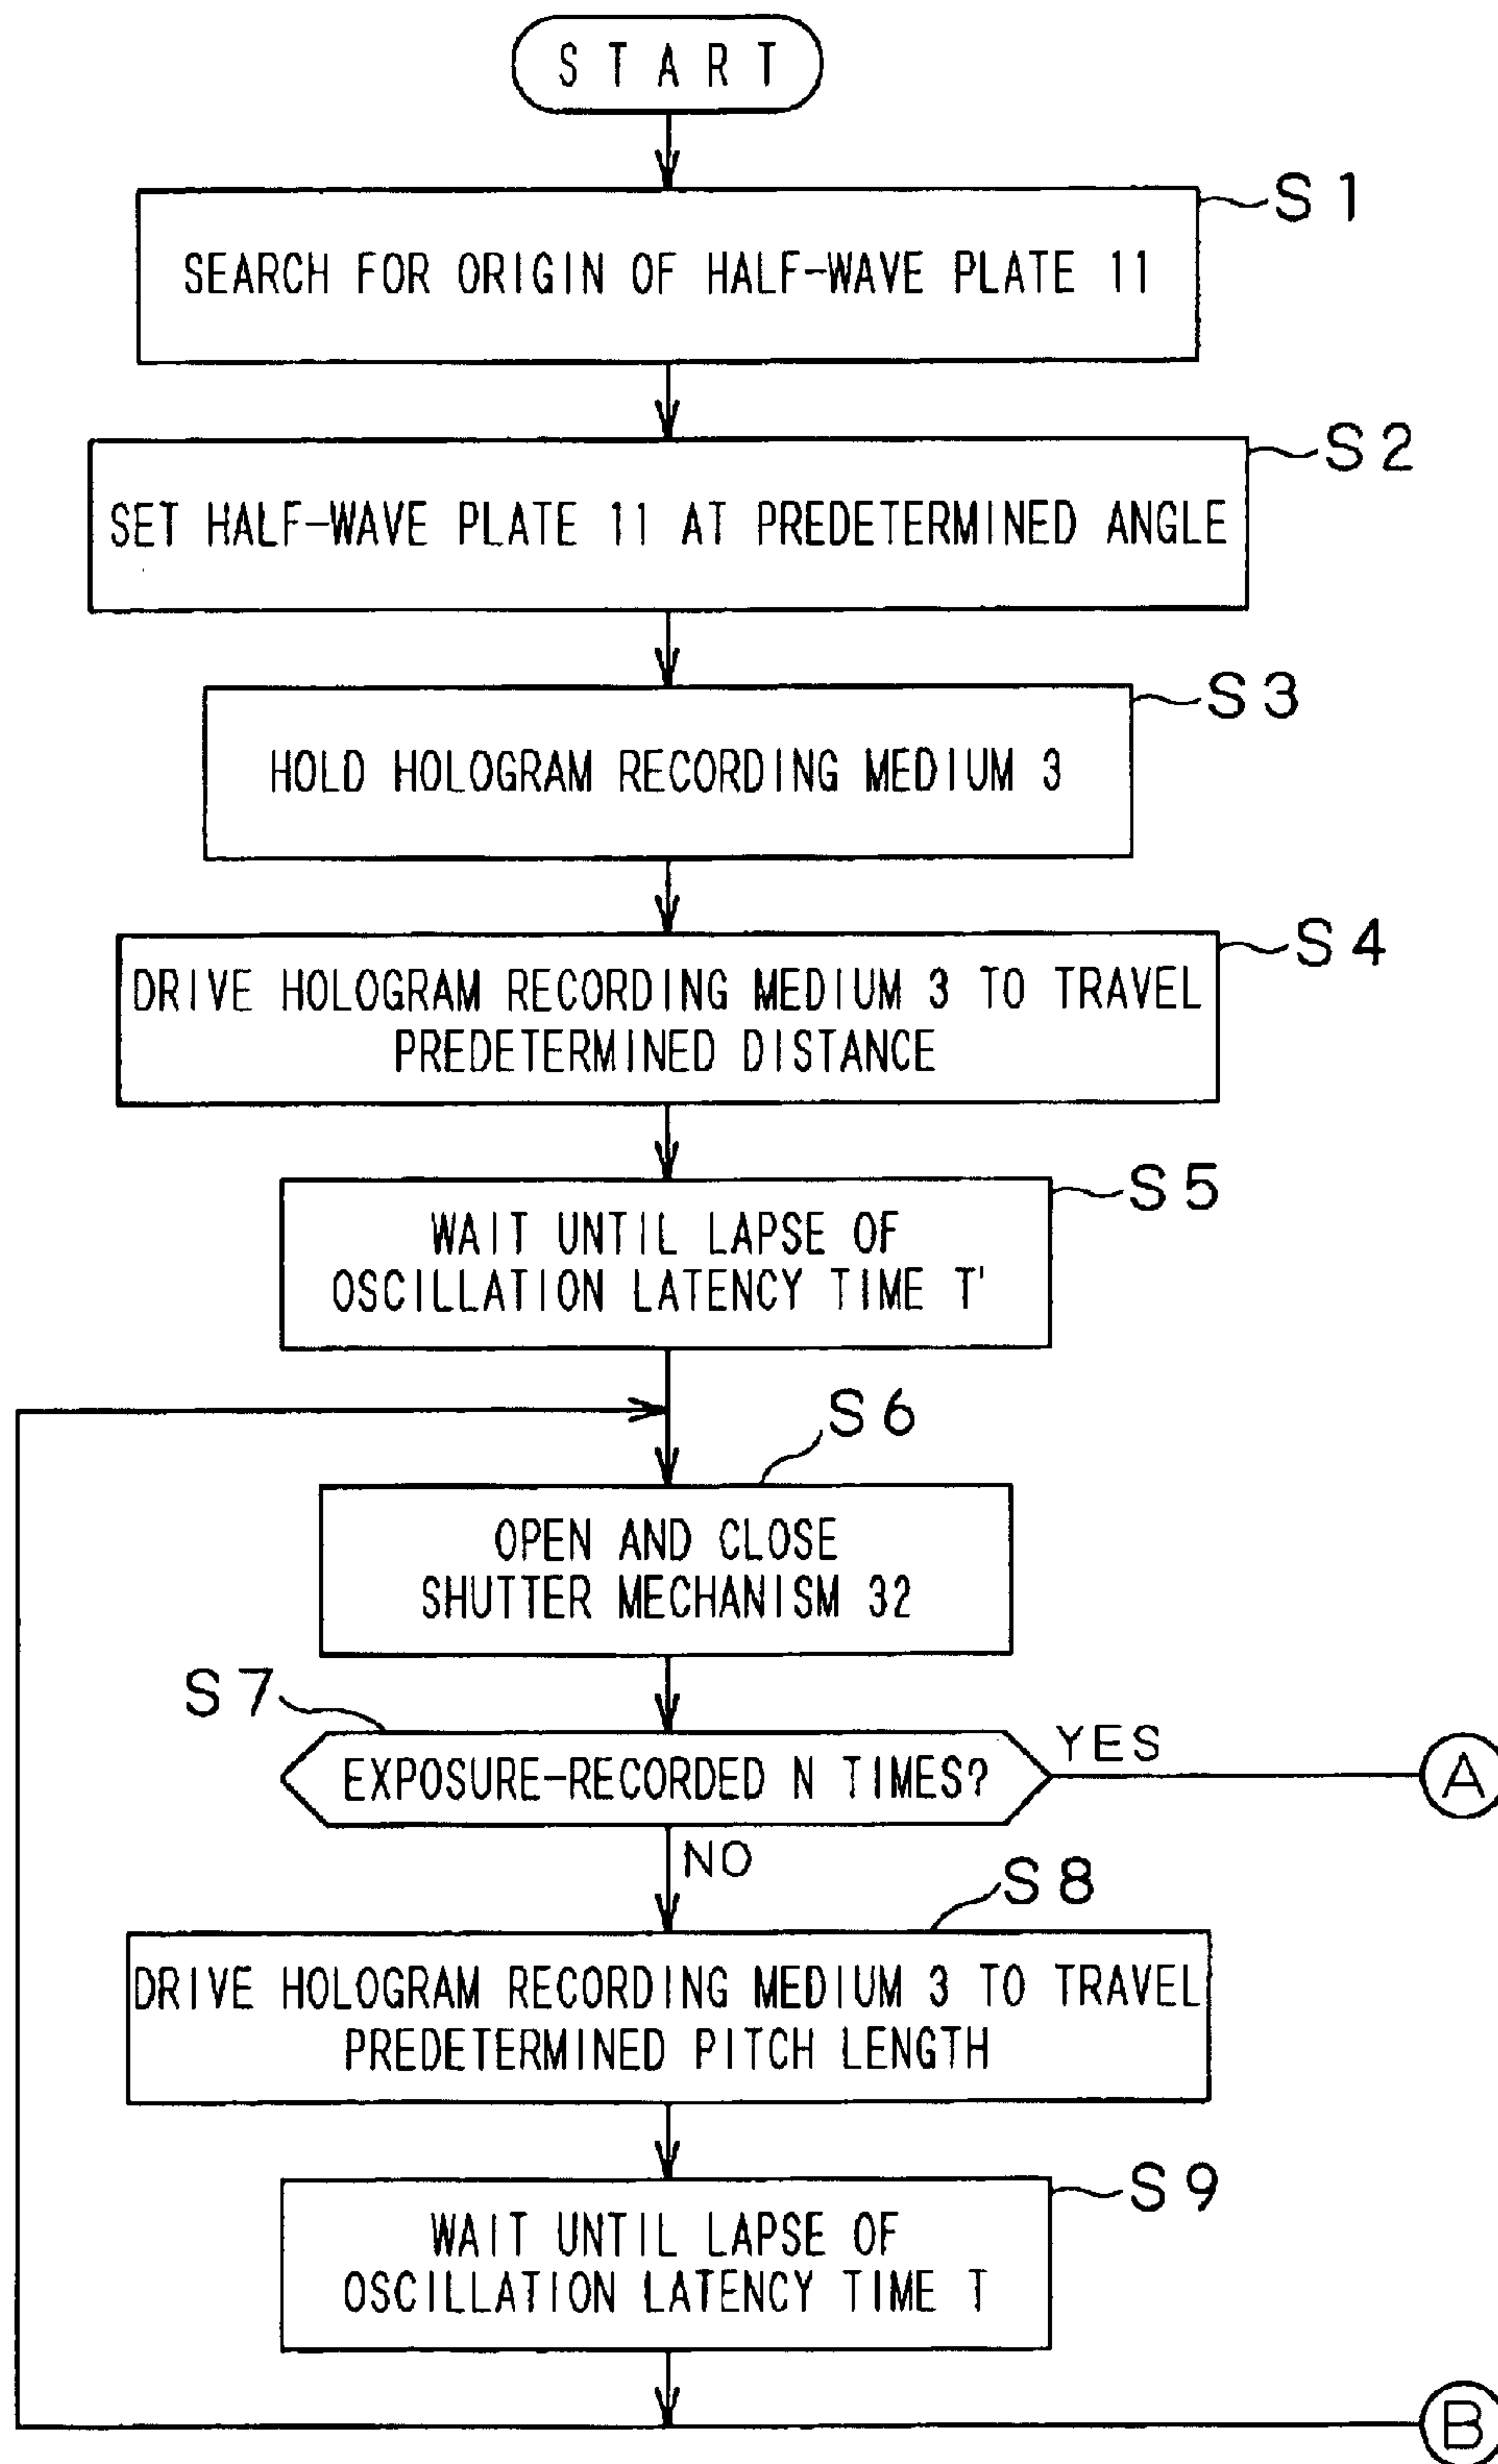 START
S1
SEARCH FOR ORIGIN OF HALF-WAVE PLATE 11
S2
SET HALF-WAVE PLATE 11 AT PREDETERMINED ANGLE
S3
HOLD HOLOGRAM RECORDING MEDIUM 3
S4
DRIVE HOLOGRAM RECORDING MEDIUM 3 TO TRAVEL
PREDETERMINED DISTANCE
S5
WAIT UNTIL LAPSE OF
OSCILLATION LATENCY TIME T'
S6
OPEN AND CLOSE
SHUTTER MECHANISM 32
S7
EXPOSURE-RECORDED N TIMES?
YES
A
NO
S8
DRIVE HOLOGRAM RECORDING MEDIUM 3 TO TRAVEL
PREDETERMINED PITCH LENGTH
S9
WAIT UNTIL LAPSE OF
OSCILLATION LATENCY TIME T
B